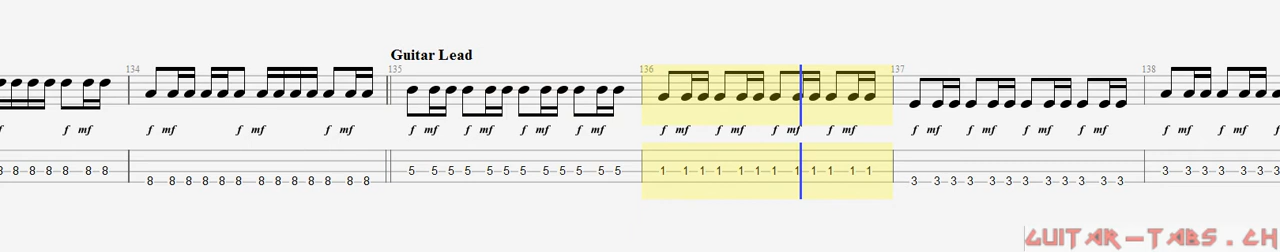 Guitar Lead
134 135 136 137 138
f mf f mf f mf f mf f mf f mf f mf f mf f mf f mf f mf f mf f mf f mf f mf f mf f mf f
8 8 8 8 8 8 8 5 5 5 5 5 5 5 5 5 5 5 5 1 1 1 1 1 1 1 1 1 1 1 1 3 3 3 3 3 3 3
8 8 8 8 8 8 8 8 8 8 8 8 8 3 3 3 3 3 3 3 3 3 3 3 3
GUITAR-TABS.CH